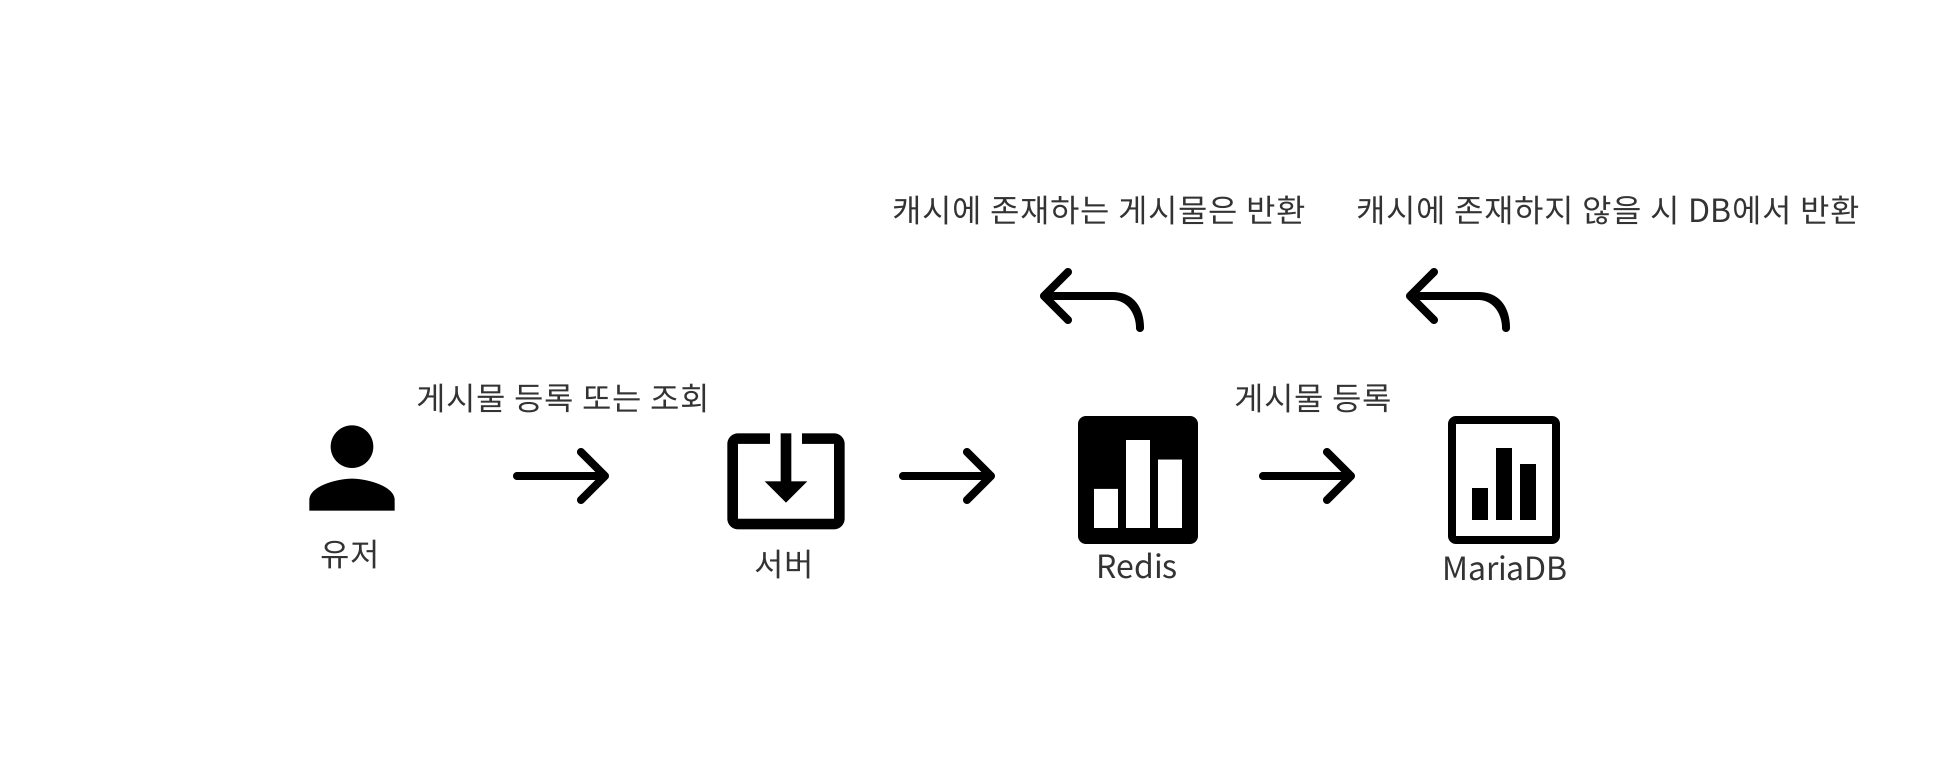 캐시에 존재하는 게시물은 반환
캐시에 존재하지 않을 시 DB에서 반환
게시물 등록 또는 조회
게시물 등록
유저
서버
Redis
MariaDB